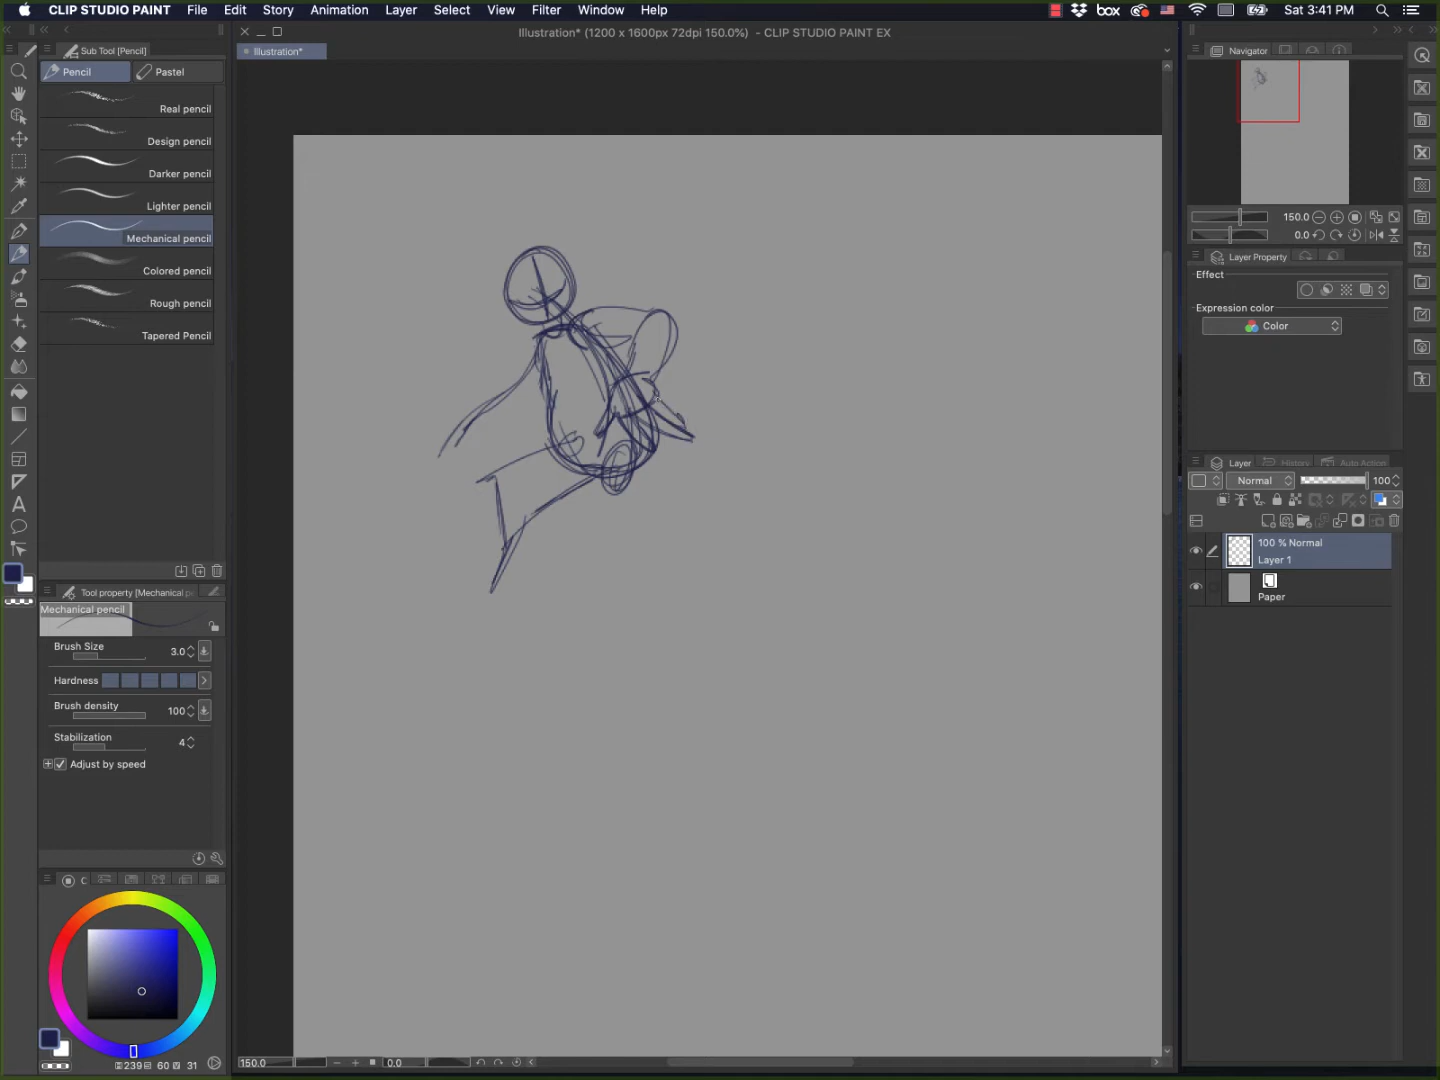 CLIP STUDIO PAINT File Edit Story Animation Layer Select View Filter Window Help
box Sat 3:41 PM
Illustration* (1200 x 1600px 72dpi 150.0%) - CLIP STUDIO PAINT EX
Sub Tool [Pencil]
Illustration*
Navigator
Pencil
Pastel
Real pencil
Design pencil
Darker pencil
Lighter pencil
Mechanical pencil
Colored pencil
Rough pencil
Tapered Pencil
150.0
0.0
Layer Property
Effect
Expression color
Color
Layer
History
Auto Action
Normal
100
100 % Normal
Layer 1
Paper
Tool property [Mechanical pe
Mechanical pencil
Brush Size
3.0
Hardness
Brush density
100
Stabilization
4
Adjust by speed
C
239 60 V 31
150.0
0.0